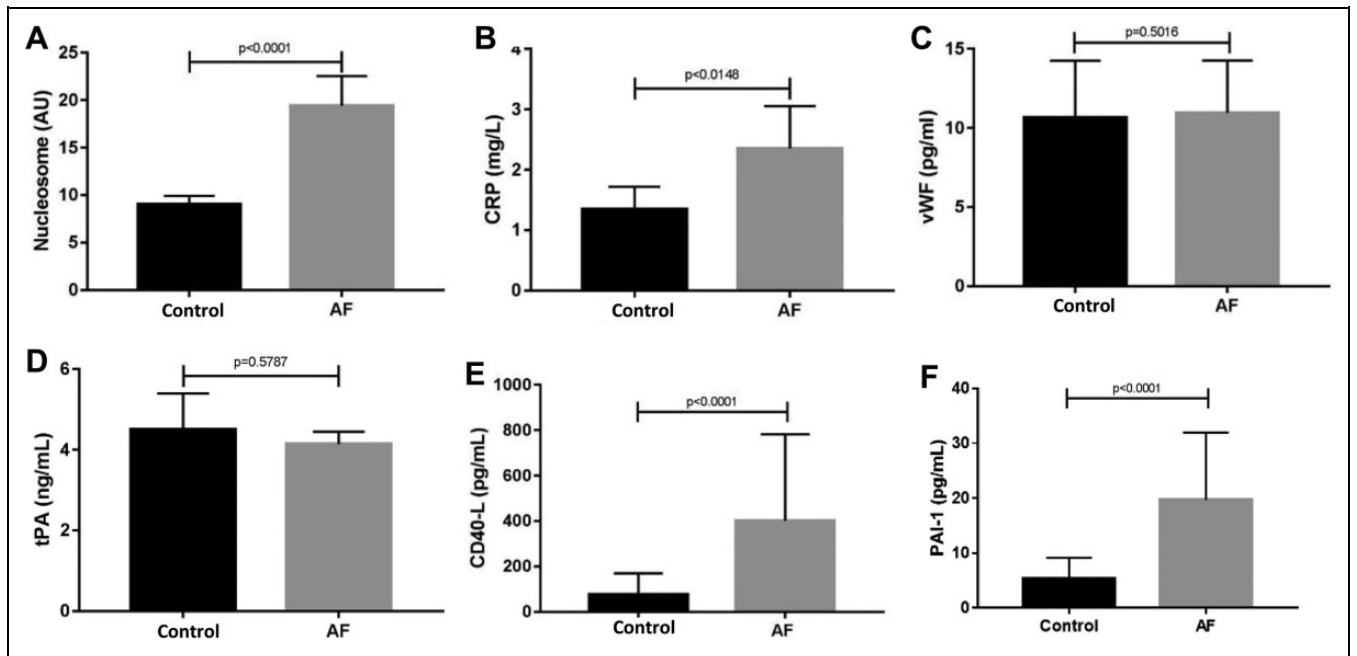 A
p<0.0001
25
20
15
10
5
0
Nucleosome (AU)
Control
AF
B
p<0.0148
4
3
2
1
0
CRP (mg/L)
Control
AF
C
p=0.5016
15
10
5
0
vWF (pg/ml)
Control
AF
D
p=0.5787
6
4
2
0
tPA (ng/mL)
Control
AF
E
p<0.0001
1000
800
600
400
200
0
CD40-L (pg/mL)
Control
AF
F
p<0.0001
40
30
20
10
0
PAI-1 (pg/mL)
Control
AF